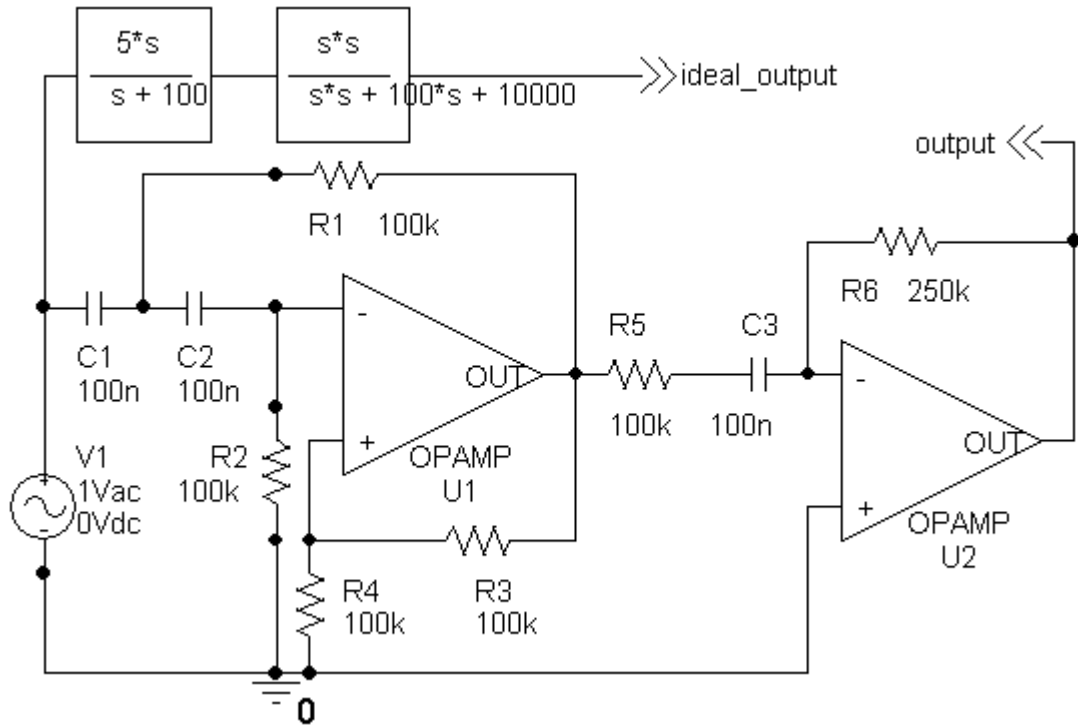 5*s
s + 100
s*s
s*s + 100*s + 10000
ideal_output
output
R1 100k
R6 250k
-
C1
100n
C2
100n
OUT
R5
100k
C3
100n
-
+
OPAMP
U1
OUT
+
OPAMP
U2
V1
1Vac
0Vdc
+
-
R2
100k
R4
100k
R3
100k
0